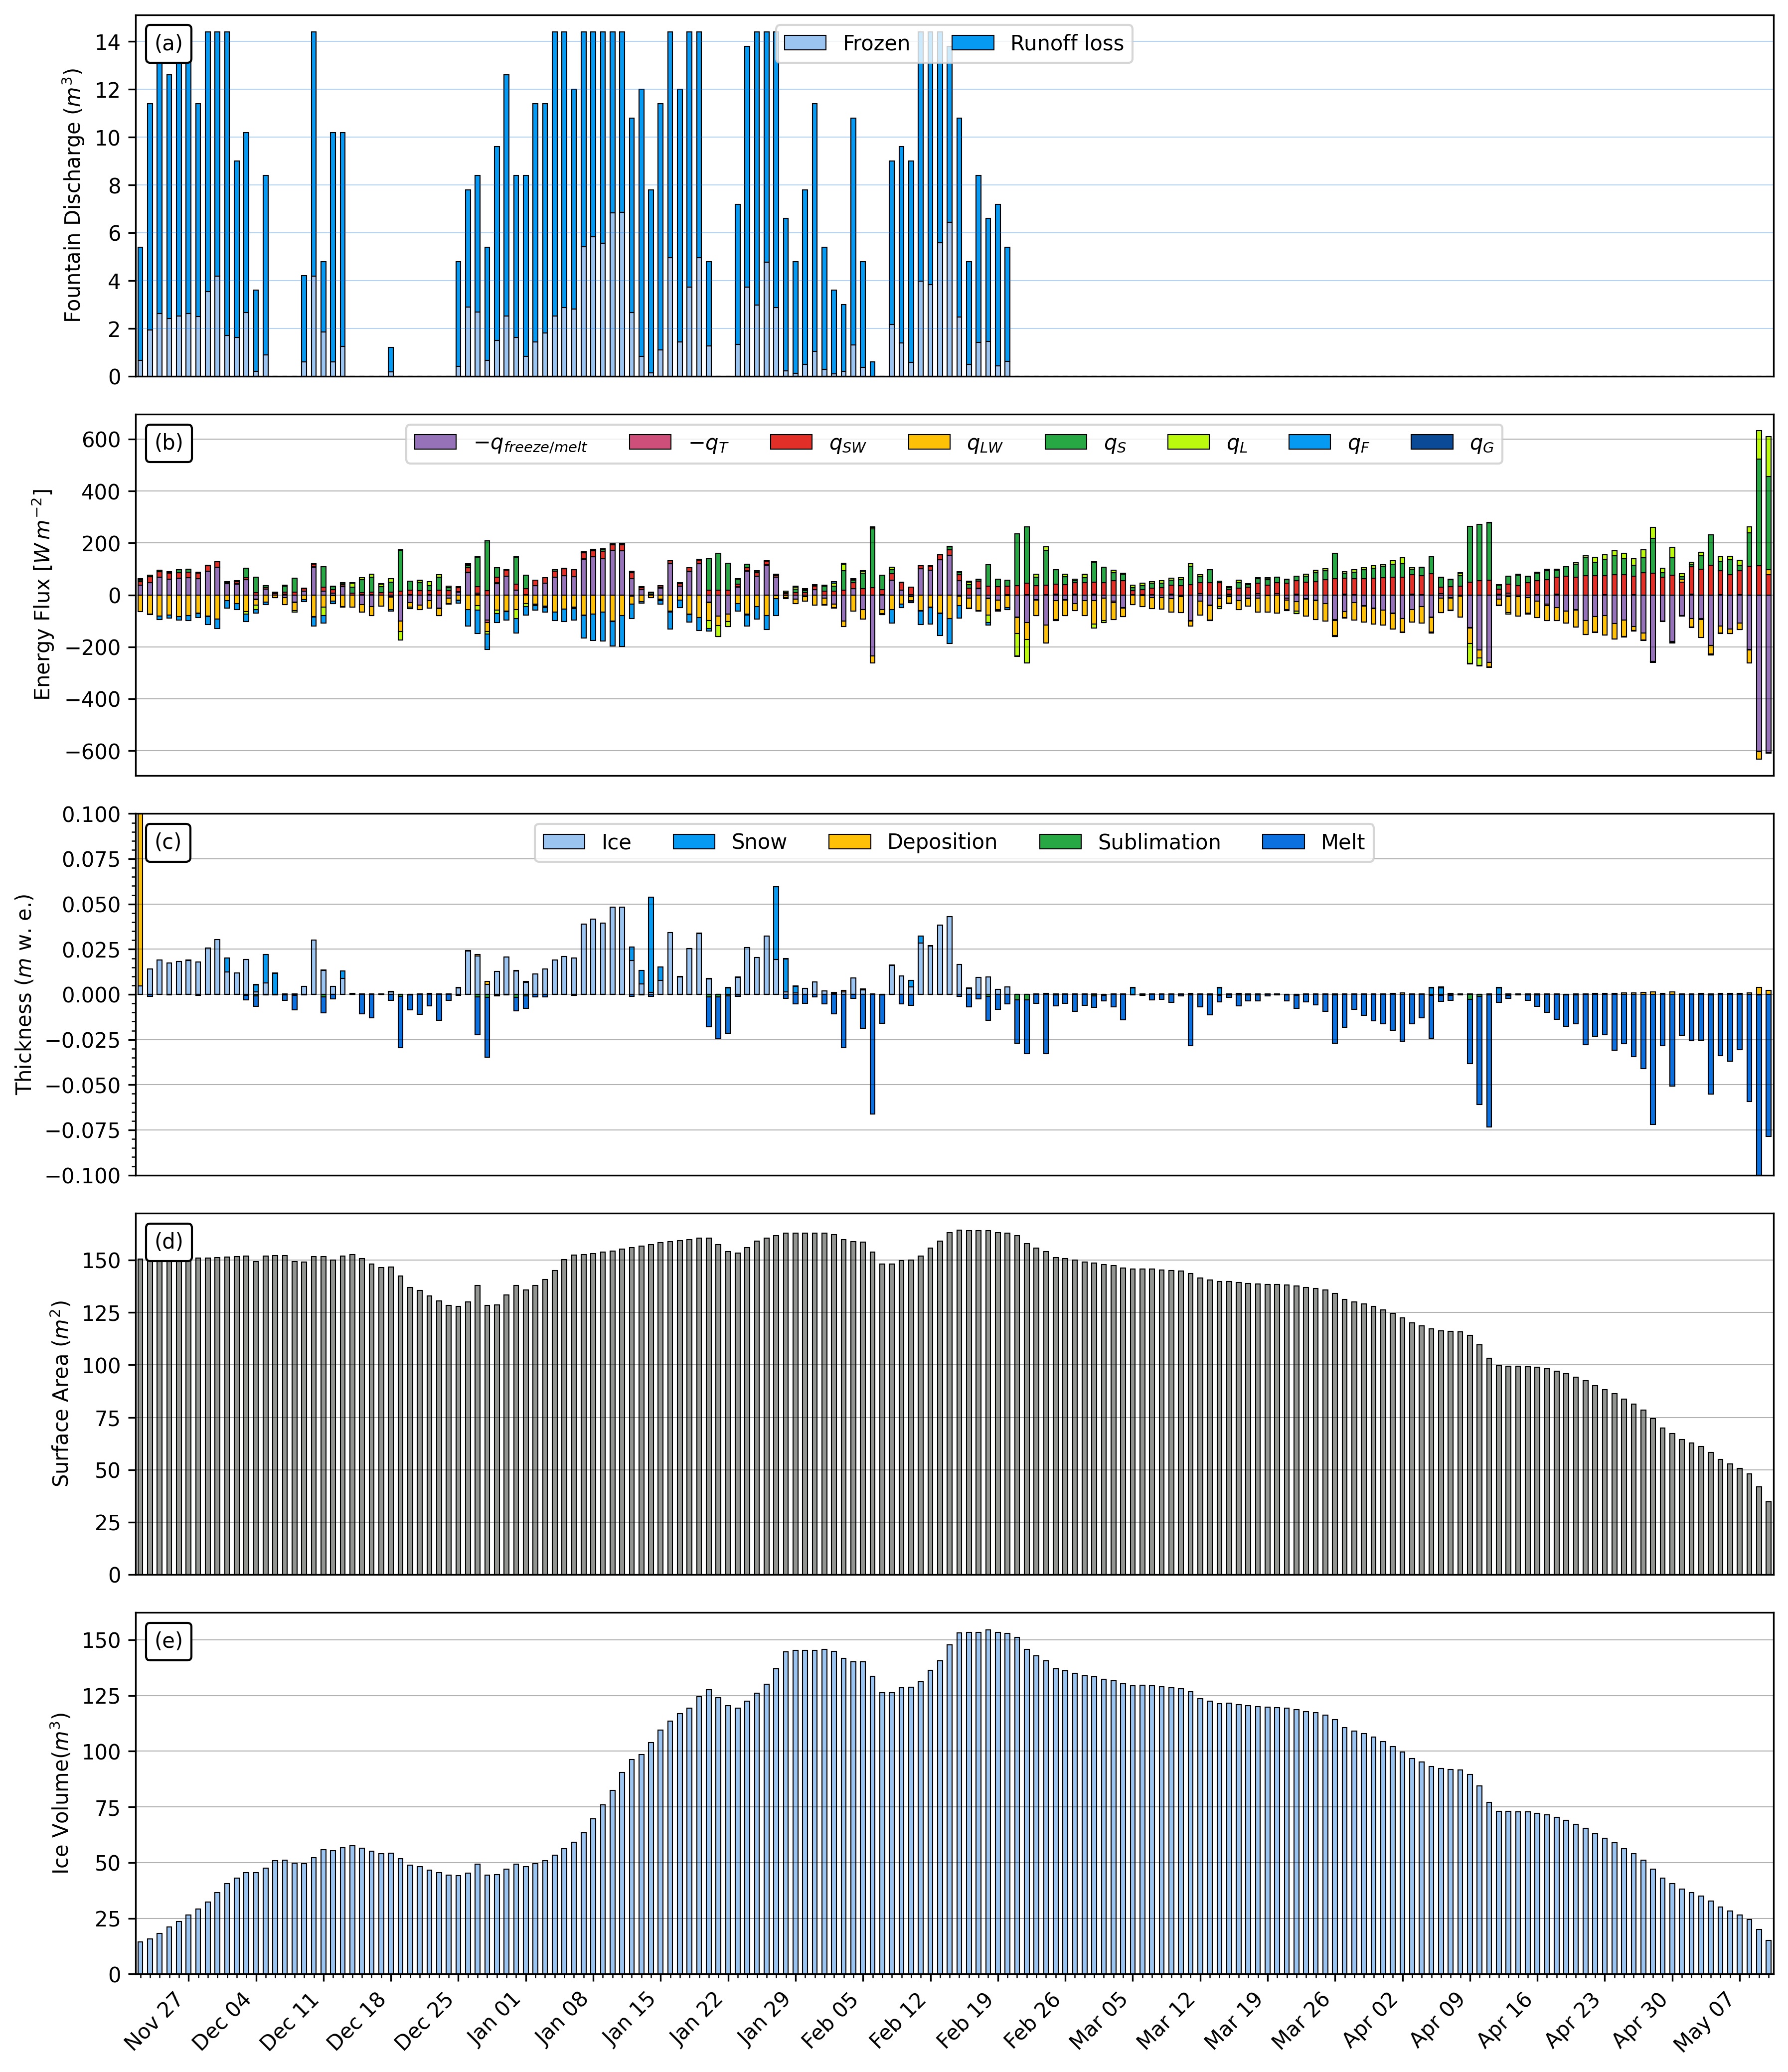 (a)
Frozen Runoff loss
Fountain Discharge (m³)
14
12
10
8
6
4
2
0
(b)
−q_freeze/melt −q_T q_SW q_LW q_S q_L q_F q_G
Energy Flux [W m⁻²]
600
400
200
0
−200
−400
−600
(c)
Ice Snow Deposition Sublimation Melt
Thickness (m w. e.)
0.100
0.075
0.050
0.025
0.000
−0.025
−0.050
−0.075
−0.100
(d)
Surface Area (m²)
150
125
100
75
50
25
0
(e)
Ice Volume(m³)
150
125
100
75
50
25
0
Nov 27 Dec 04 Dec 11 Dec 18 Dec 25 Jan 01 Jan 08 Jan 15 Jan 22 Jan 29 Feb 05 Feb 12 Feb 19 Feb 26 Mar 05 Mar 12 Mar 19 Mar 26 Apr 02 Apr 09 Apr 16 Apr 23 Apr 30 May 07